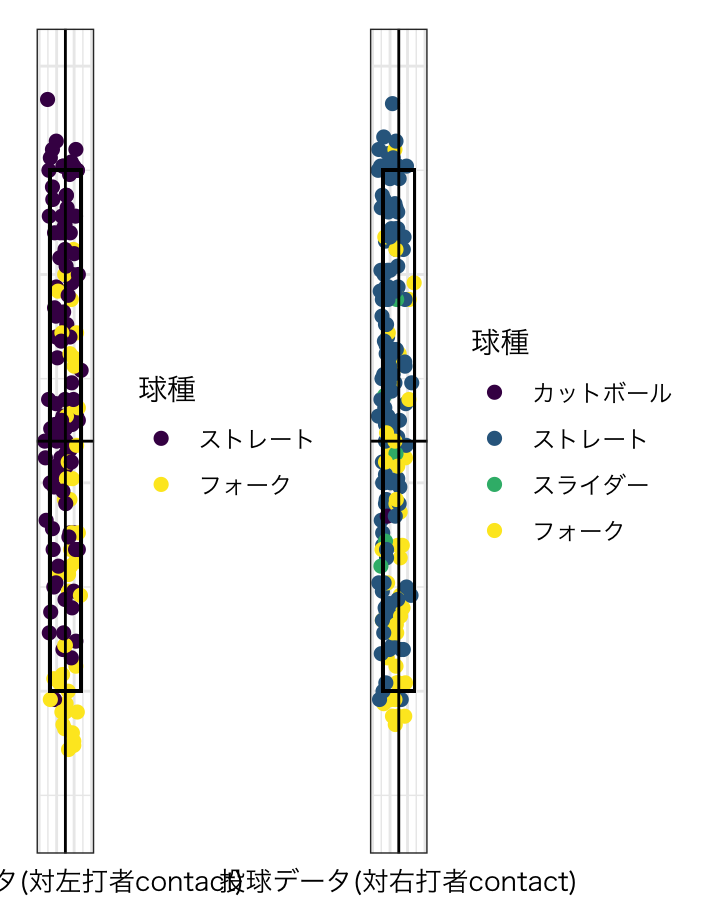 球種
ストレート
フォーク
球種
カットボール
ストレート
スライダー
フォーク
タ(対左打者contact)
投球データ(対右打者contact)